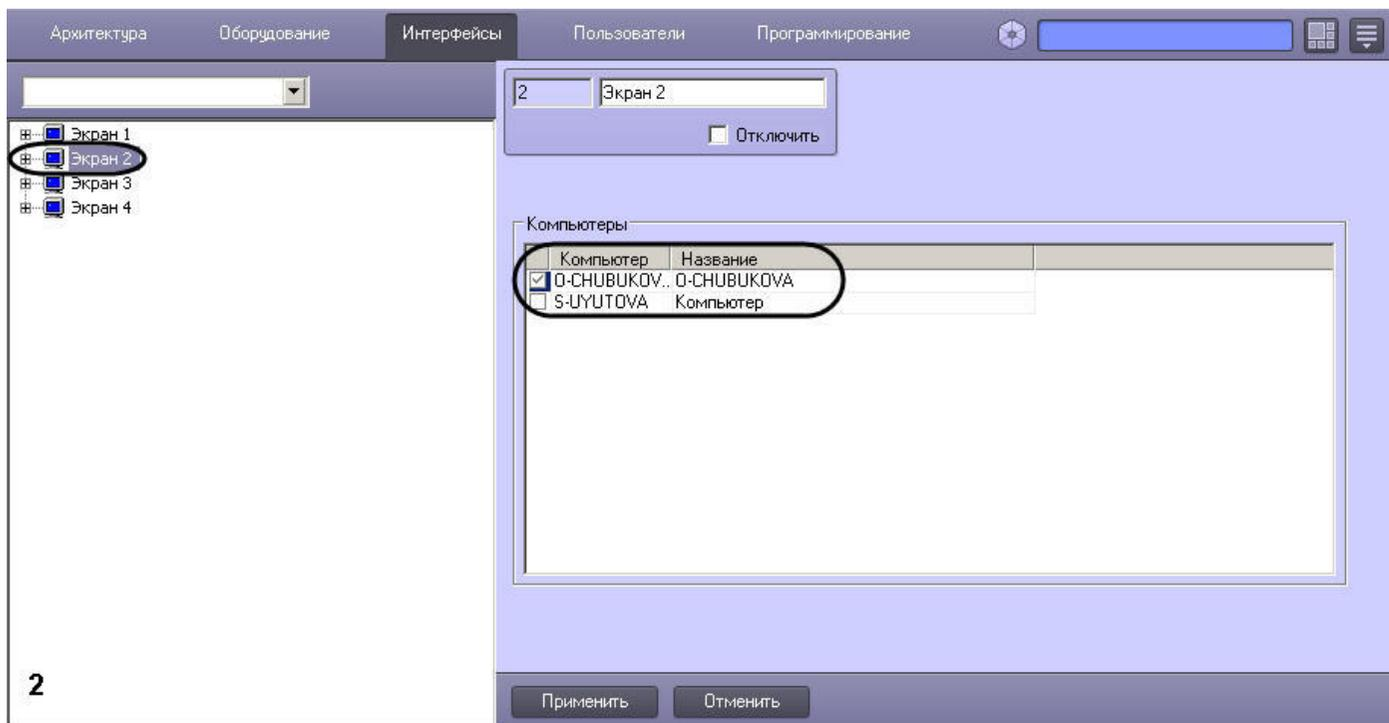 Архитектура Оборудование Интерфейсы Пользователи Программирование
2 Экран 2
Отключить
Экран 1
Экран 2
Экран 3
Экран 4
Компьютеры
Компьютер Название
O-CHUBUKOV.. O-CHUBUKOVA
S-UYUTOVA Компьютер
2
Применить Отменить